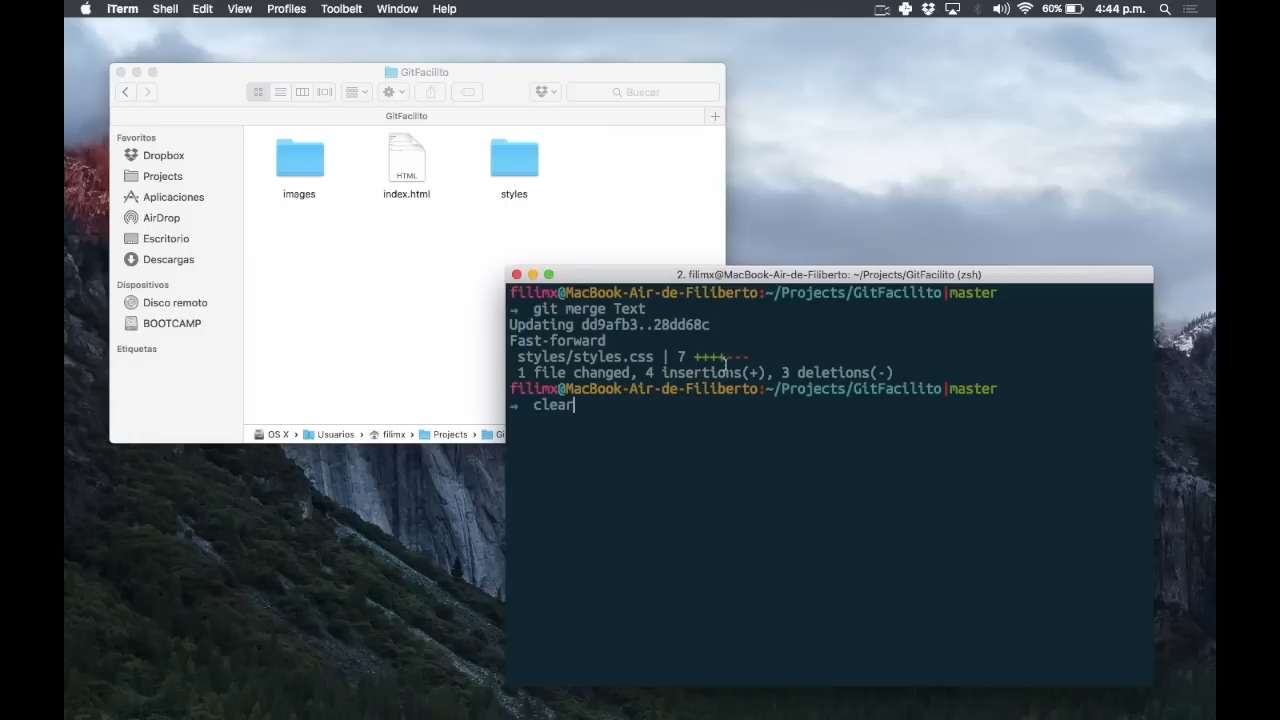 iTerm Shell Edit View Profiles Toolbelt Window Help 60% 4:44 p.m.
GitFacilito
Buscar
GitFacilito
Favoritos
Dropbox
Projects
Aplicaciones
AirDrop
Escritorio
Descargas
Dispositivos
Disco remoto
BOOTCAMP
Etiquetas
HTML
images index.html styles
OS X › Usuarios › filimx › Projects › Gi
2. filimx@MacBook-Air-de-Filiberto: ~/Projects/GitFacilito (zsh)
filimx@MacBook-Air-de-Filiberto:~/Projects/GitFacilito|master
⇒ git merge Text
Updating dd9afb3..28dd68c
Fast-forward
styles/styles.css | 7 ++++---
1 file changed, 4 insertions(+), 3 deletions(-)
filimx@MacBook-Air-de-Filiberto:~/Projects/GitFacilito|master
⇒ clear